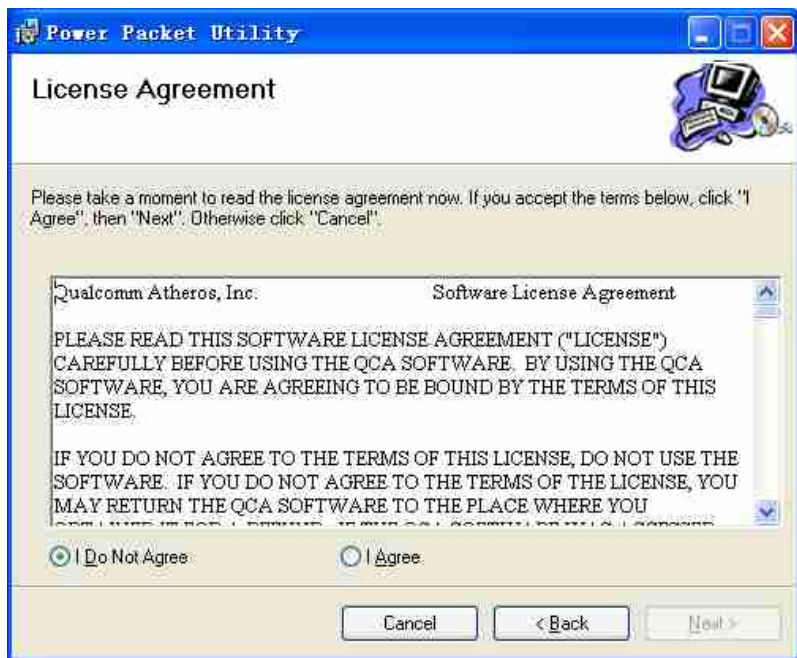 Power Packet Utility
License Agreement
Please take a moment to read the license agreement now. If you accept the terms below, click "I
Agree", then "Next". Otherwise click "Cancel".
Qualcomm Atheros, Inc. Software License Agreement
PLEASE READ THIS SOFTWARE LICENSE AGREEMENT ("LICENSE")
CAREFULLY BEFORE USING THE QCA SOFTWARE. BY USING THE QCA
SOFTWARE, YOU ARE AGREEING TO BE BOUND BY THE TERMS OF THIS
LICENSE.
IF YOU DO NOT AGREE TO THE TERMS OF THIS LICENSE, DO NOT USE THE
SOFTWARE. IF YOU DO NOT AGREE TO THE TERMS OF THE LICENSE, YOU
MAY RETURN THE QCA SOFTWARE TO THE PLACE WHERE YOU
I Do Not Agree I Agree
Cancel < Back Next >